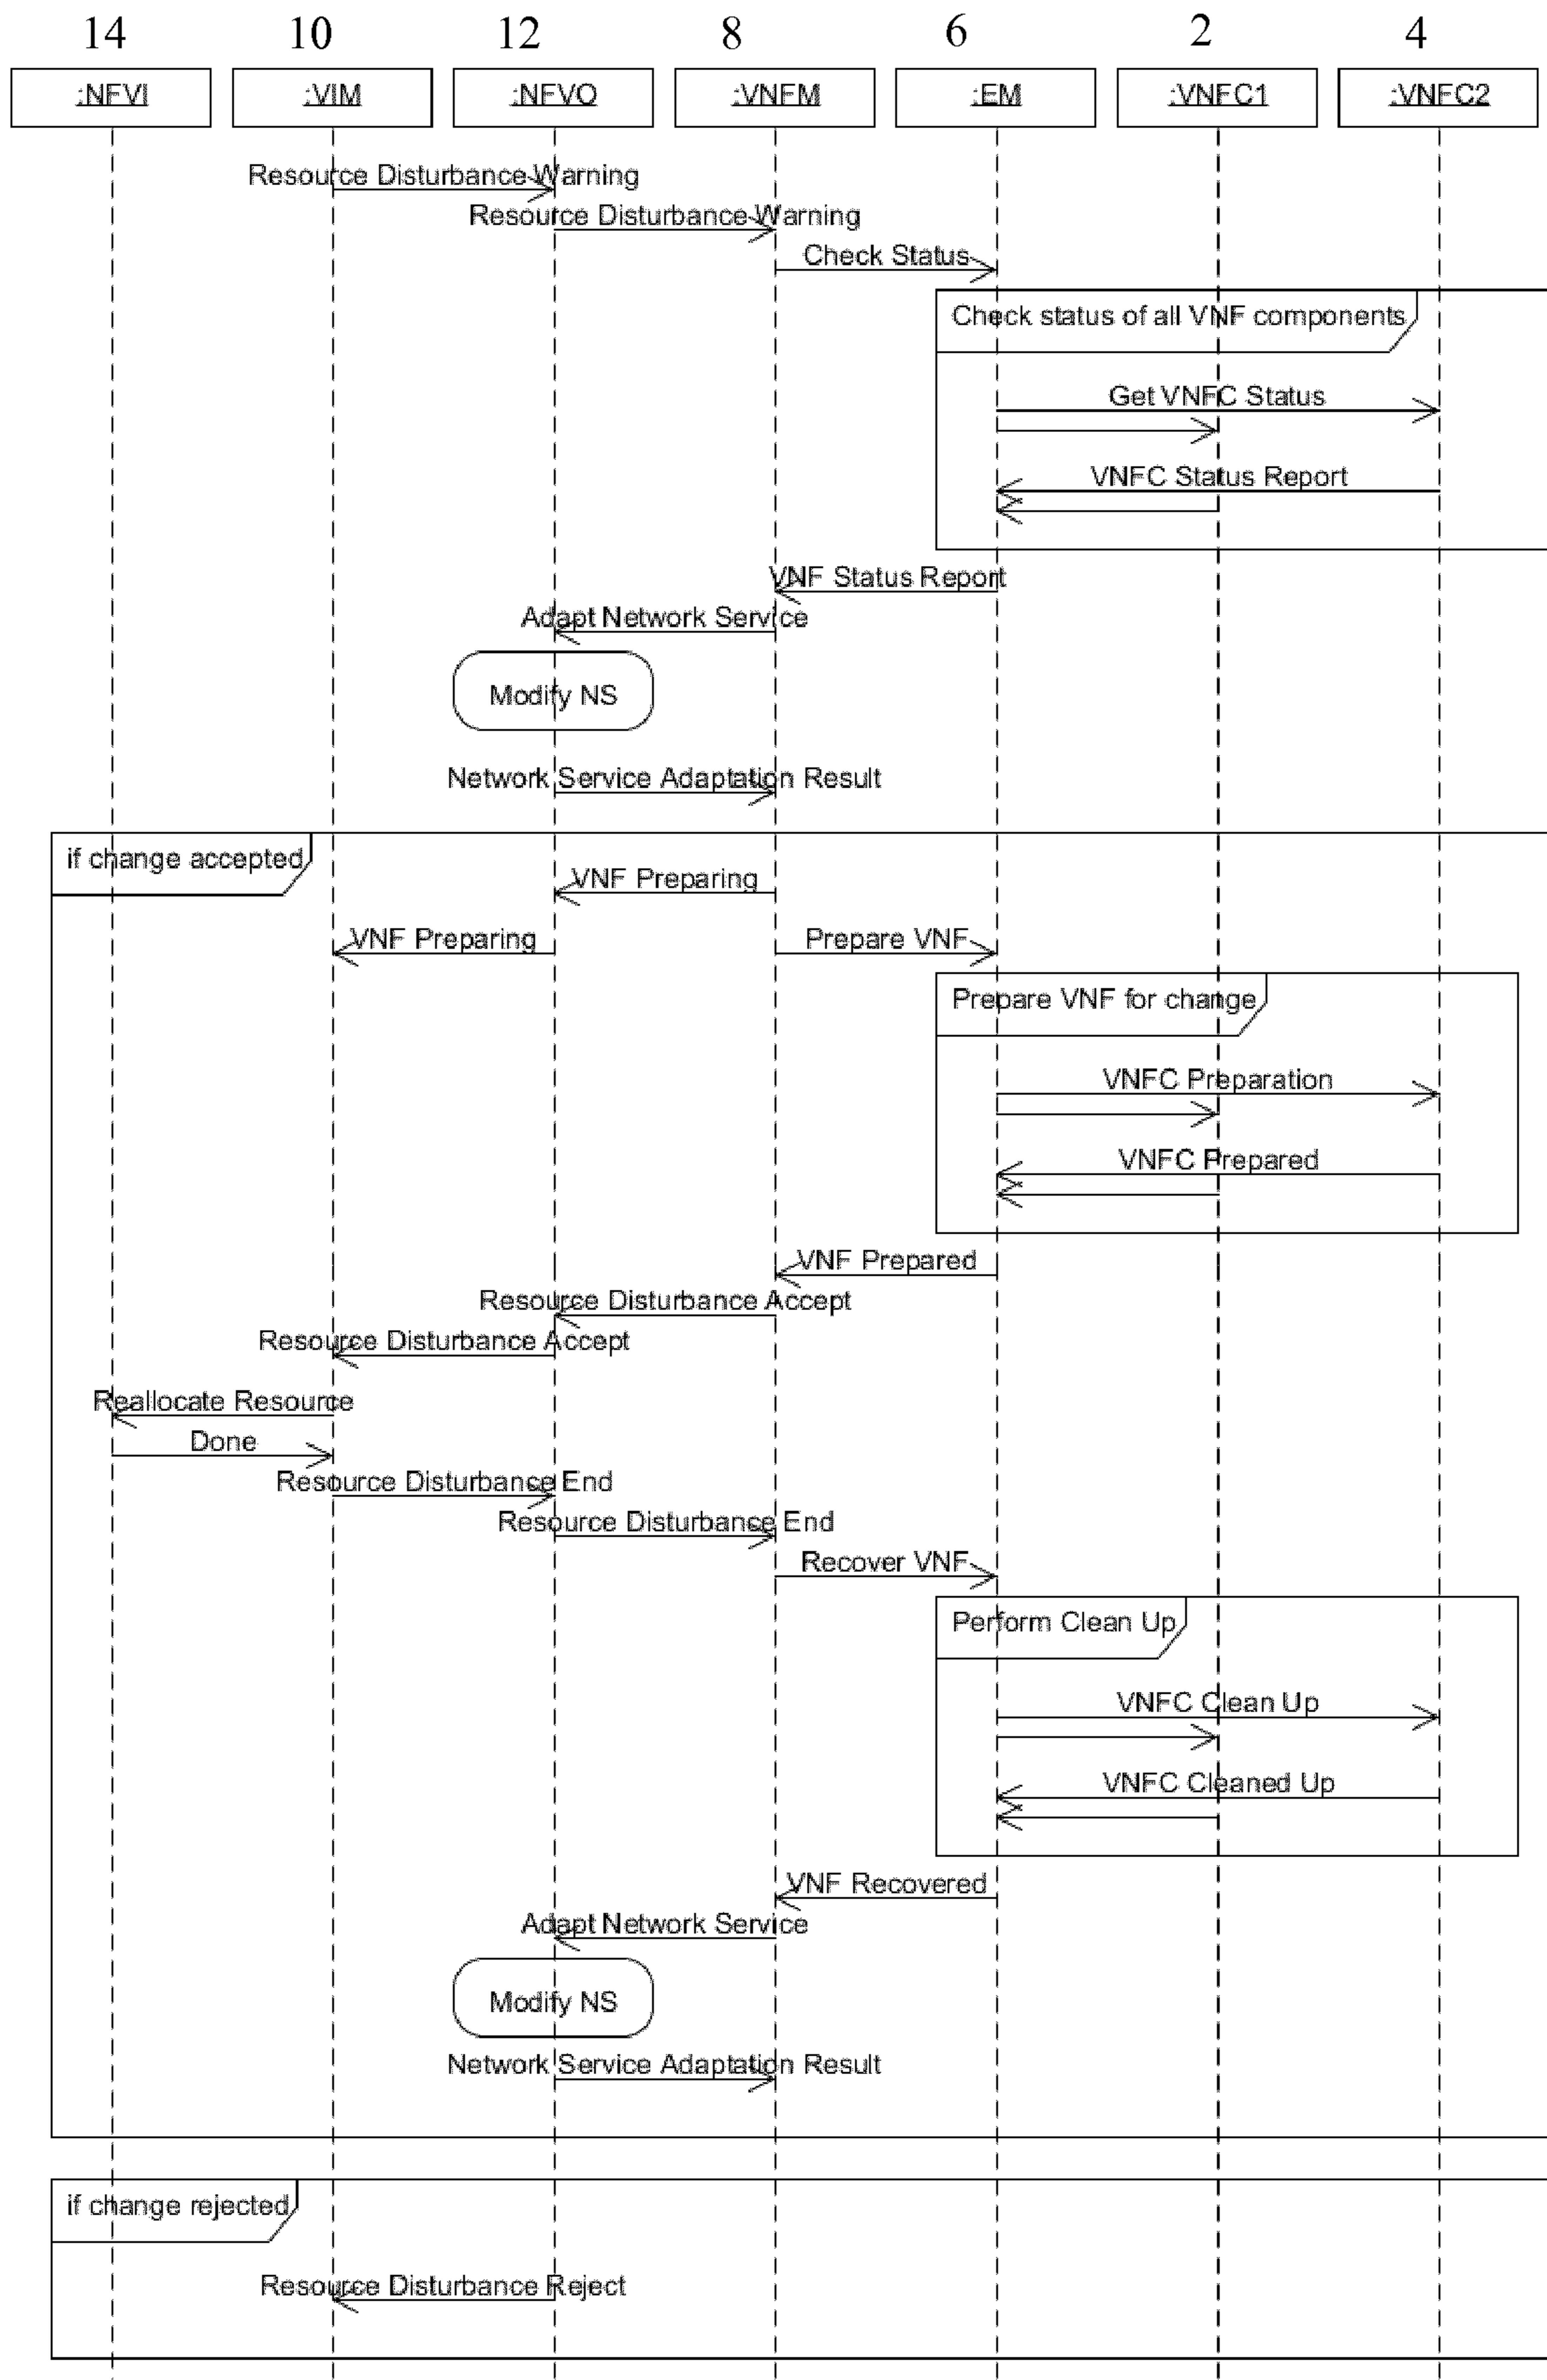 14 10 12 8 6 2 4
:NFVI :VIM :NFVO :VNFM :EM :VNFC1 :VNFC2
Resource Disturbance Warning
Resource Disturbance Warning
Check Status
Check status of all VNF components
Get VNFC Status
VNFC Status Report
VNF Status Report
Adapt Network Service
Modify NS
Network Service Adaptation Result
if change accepted
VNF Preparing
VNF Preparing Prepare VNF
Prepare VNF for change
VNFC Preparation
VNFC Prepared
VNF Prepared
Resource Disturbance Accept
Resource Disturbance Accept
Reallocate Resource
Done
Resource Disturbance End
Resource Disturbance End
Recover VNF
Perform Clean Up
VNFC Clean Up
VNFC Cleaned Up
VNF Recovered
Adapt Network Service
Modify NS
Network Service Adaptation Result
if change rejected
Resource Disturbance Reject